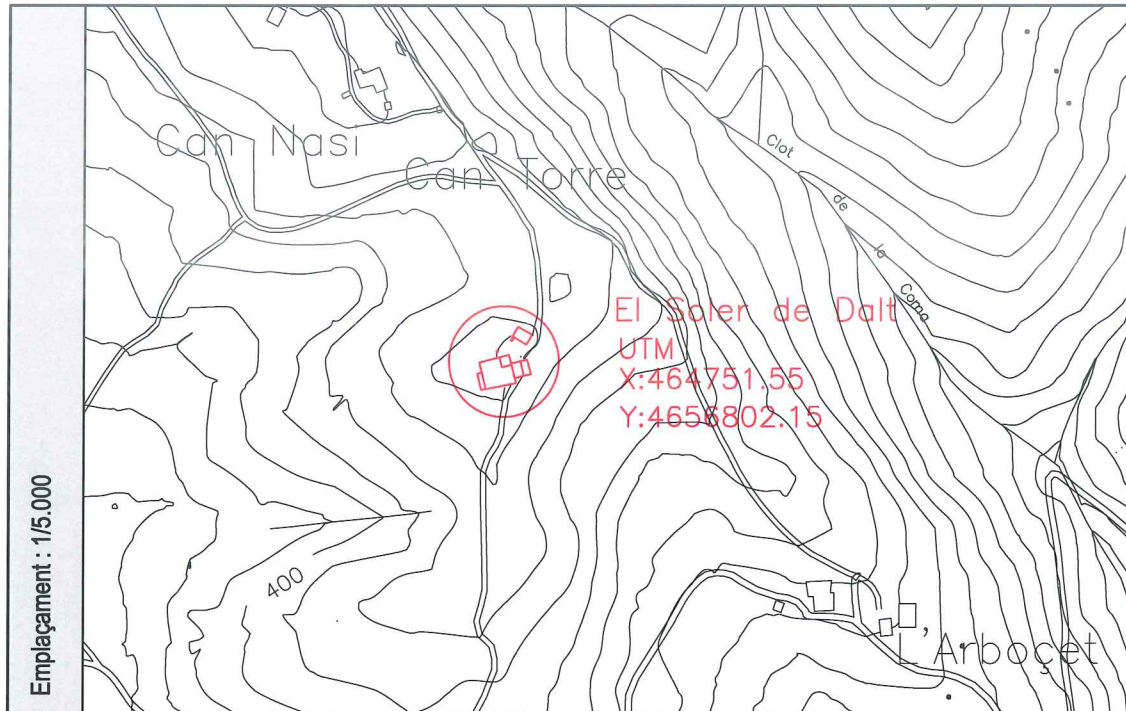 Emplaçament : 1/5.000
Can Nasi
Can Torre
Clot de la Coma
El Soler de Dalt
UTM
X:464751.55
Y:4656802.15
400
L'Arboçet